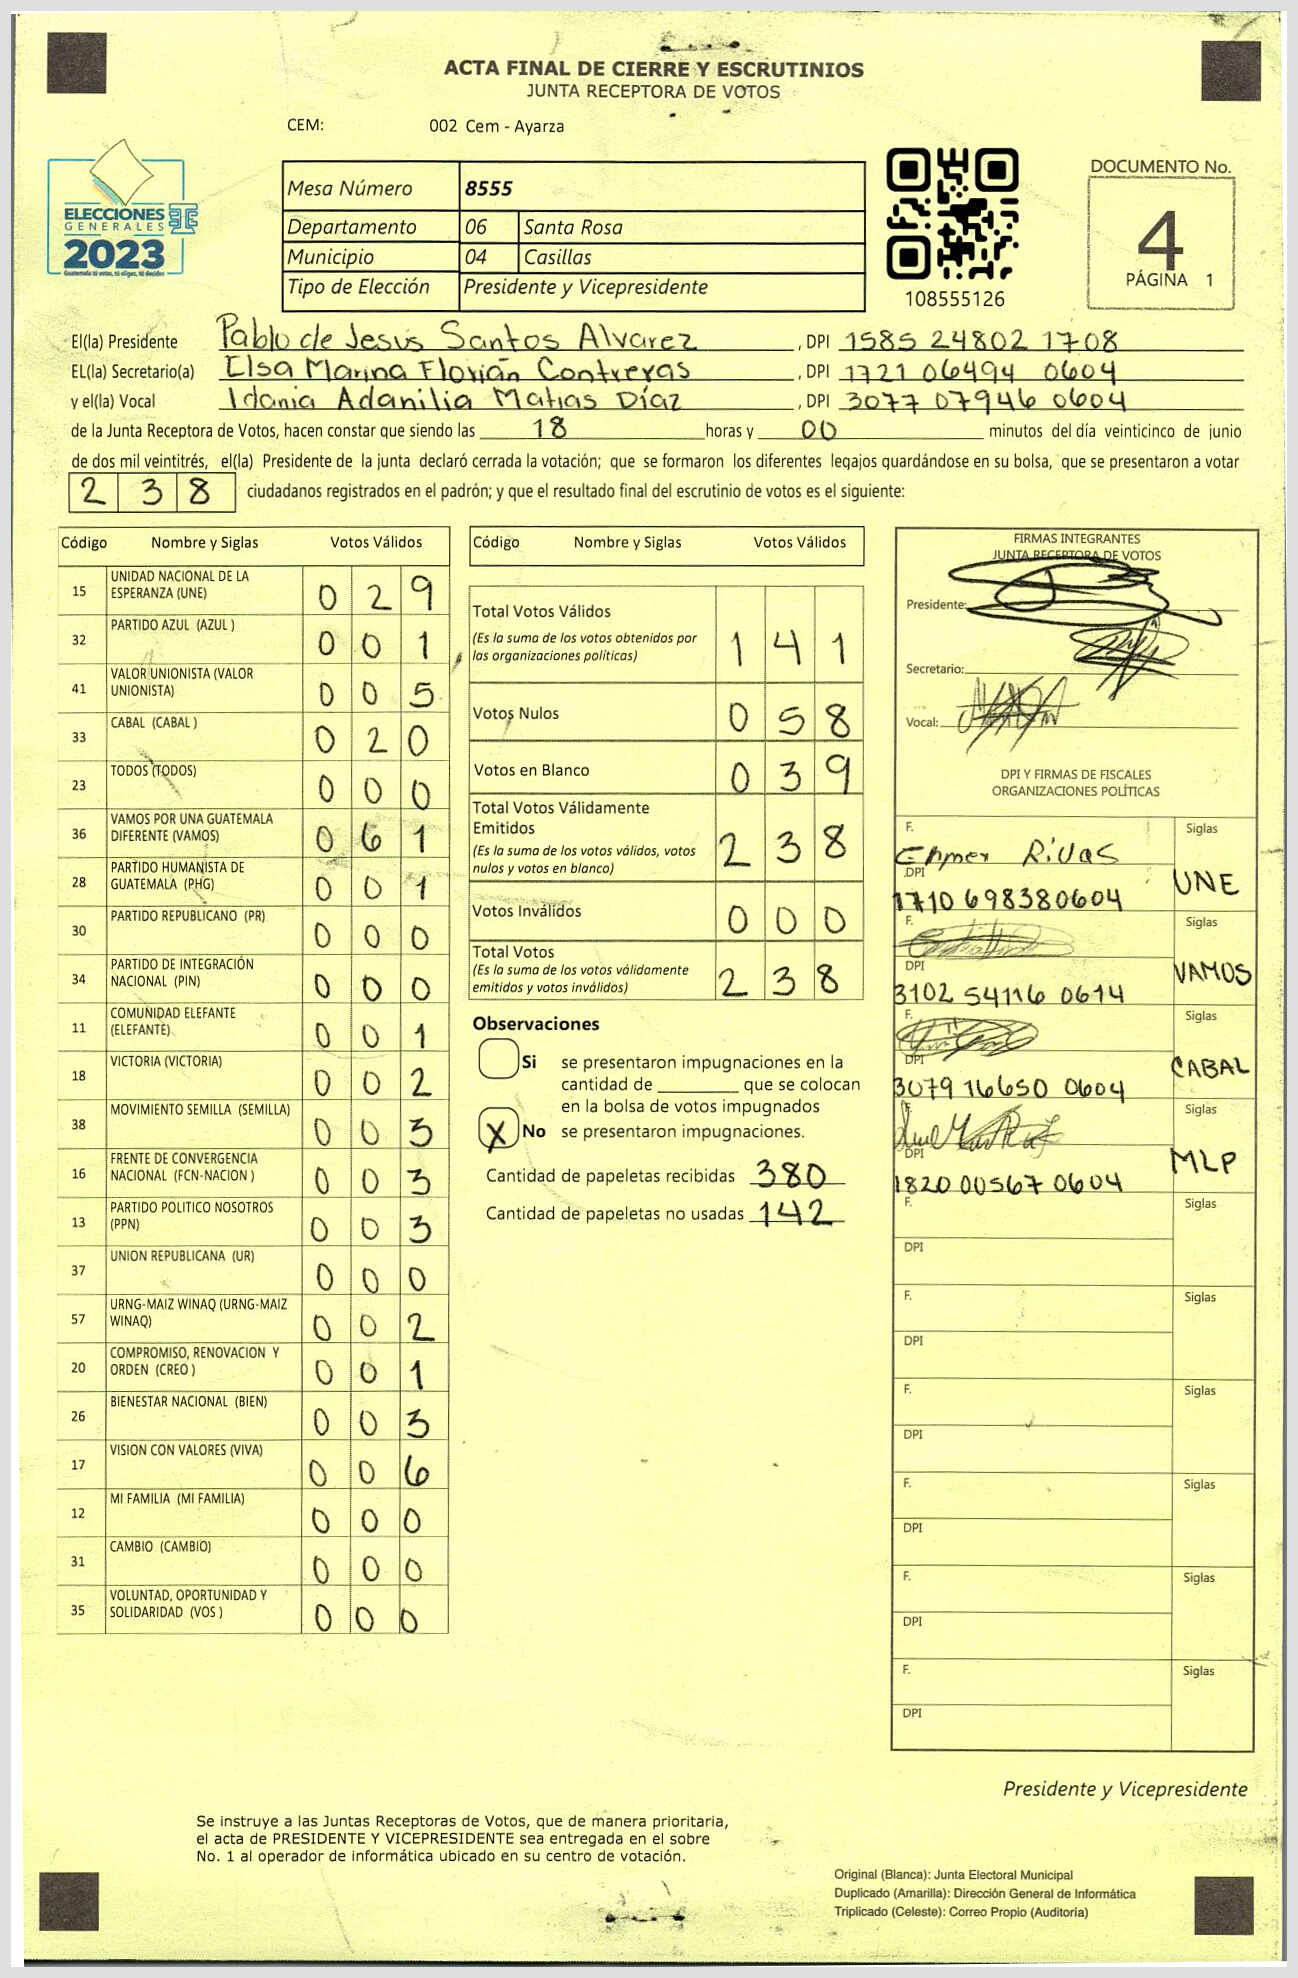 ACTA FINAL DE CIERRE Y ESCRUTINIOS
JUNTA RECEPTORA DE VOTOS
CEM: 002 Cem - Ayarza
ELECCIONES
GENERALES
2023
Guatemala tú votas, tú eliges, tú decides
Mesa Número 8555
Departamento 06 Santa Rosa
Municipio 04 Casillas
Tipo de Elección Presidente y Vicepresidente
108555126
DOCUMENTO No.
4
PÁGINA 1
El(la) Presidente Pablo de Jesús Santos Alvarez, DPI 1585 24802 1708
EL(la) Secretario(a) Elsa Marina Florián Contreras, DPI 1721 06494 0604
y el(la) Vocal Idania Adanilia Matias Díaz, DPI 3077 07946 0604
de la Junta Receptora de Votos, hacen constar que siendo las 18 horas y 00 minutos del día veinticinco de junio
de dos mil veintitrés, el(la) Presidente de la junta declaró cerrada la votación; que se formaron los diferentes legajos guardándose en su bolsa, que se presentaron a votar
2 3 8 ciudadanos registrados en el padrón; y que el resultado final del escrutinio de votos es el siguiente:
Código Nombre y Siglas Votos Válidos
15 UNIDAD NACIONAL DE LA ESPERANZA (UNE) 0 2 9
32 PARTIDO AZUL (AZUL ) 0 0 1
41 VALOR UNIONISTA (VALOR UNIONISTA) 0 0 5
33 CABAL (CABAL ) 0 2 0
23 TODOS (TODOS) 0 0 0
36 VAMOS POR UNA GUATEMALA DIFERENTE (VAMOS) 0 6 1
28 PARTIDO HUMANISTA DE GUATEMALA (PHG) 0 0 1
30 PARTIDO REPUBLICANO (PR) 0 0 0
34 PARTIDO DE INTEGRACIÓN NACIONAL (PIN) 0 0 0
11 COMUNIDAD ELEFANTE (ELEFANTE) 0 0 1
18 VICTORIA (VICTORIA) 0 0 2
38 MOVIMIENTO SEMILLA (SEMILLA) 0 0 3
16 FRENTE DE CONVERGENCIA NACIONAL (FCN-NACION ) 0 0 3
13 PARTIDO POLITICO NOSOTROS (PPN) 0 0 3
37 UNION REPUBLICANA (UR) 0 0 0
57 URNG-MAIZ WINAQ (URNG-MAIZ WINAQ) 0 0 2
20 COMPROMISO, RENOVACION Y ORDEN (CREO ) 0 0 1
26 BIENESTAR NACIONAL (BIEN) 0 0 3
17 VISION CON VALORES (VIVA) 0 0 6
12 MI FAMILIA (MI FAMILIA) 0 0 0
31 CAMBIO (CAMBIO) 0 0 0
35 VOLUNTAD, OPORTUNIDAD Y SOLIDARIDAD (VOS ) 0 0 0
Código Nombre y Siglas Votos Válidos
Total Votos Válidos 1 4 1
(Es la suma de los votos obtenidos por
las organizaciones políticas)
Votos Nulos 0 5 8
Votos en Blanco 0 3 9
Total Votos Válidamente
Emitidos 2 3 8
(Es la suma de los votos válidos, votos
nulos y votos en blanco)
Votos Inválidos 0 0 0
Total Votos 2 3 8
(Es la suma de los votos válidamente
emitidos y votos inválidos)
Observaciones
Si se presentaron impugnaciones en la
cantidad de ________ que se colocan
en la bolsa de votos impugnados
X No se presentaron impugnaciones.
Cantidad de papeletas recibidas 380
Cantidad de papeletas no usadas 142
FIRMAS INTEGRANTES
JUNTA RECEPTORA DE VOTOS
Presidente:
Secretario:
Vocal:
DPI Y FIRMAS DE FISCALES
ORGANIZACIONES POLÍTICAS
F. Siglas
Rivas
DPI UNE
1710 69838 0604
F. Siglas
DPI VAMOS
3102 54116 0614
F. Siglas
DPI CABAL
3079 16650 0604
F. Siglas
DPI MLP
1820 00567 0604
F. Siglas
DPI
F. Siglas
DPI
F. Siglas
DPI
F. Siglas
DPI
F. Siglas
DPI
F. Siglas
DPI
Presidente y Vicepresidente
Se instruye a las Juntas Receptoras de Votos, que de manera prioritaria,
el acta de PRESIDENTE Y VICEPRESIDENTE sea entregada en el sobre
No. 1 al operador de informática ubicado en su centro de votación.
Original (Blanca): Junta Electoral Municipal
Duplicado (Amarilla): Dirección General de Informática
Triplicado (Celeste): Correo Propio (Auditoría)